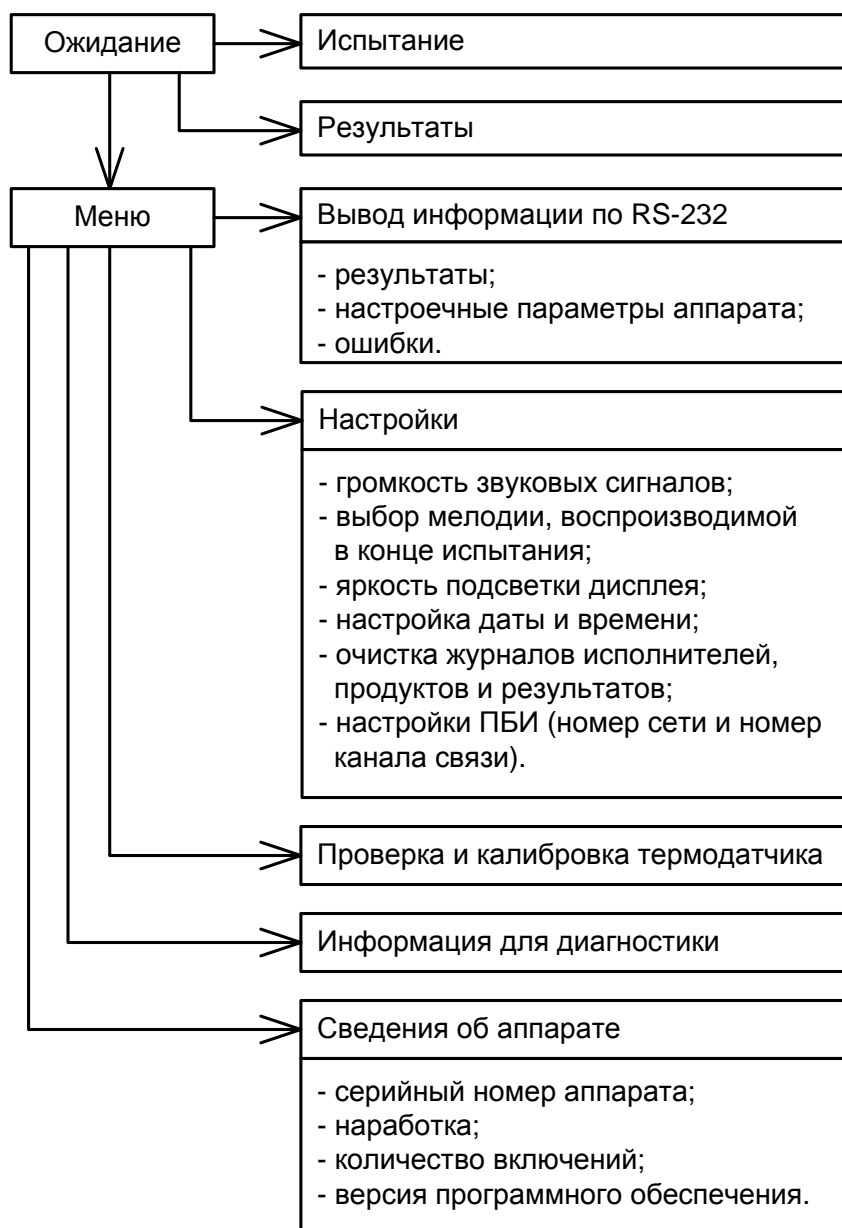 Ожидание
Испытание
Результаты
Меню
Вывод информации по RS-232
- результаты;
- настроечные параметры аппарата;
- ошибки.
Настройки
- громкость звуковых сигналов;
- выбор мелодии, воспроизводимой
в конце испытания;
- яркость подсветки дисплея;
- настройка даты и времени;
- очистка журналов исполнителей,
продуктов и результатов;
- настройки ПБИ (номер сети и номер
канала связи).
Проверка и калибровка термодатчика
Информация для диагностики
Сведения об аппарате
- серийный номер аппарата;
- наработка;
- количество включений;
- версия программного обеспечения.